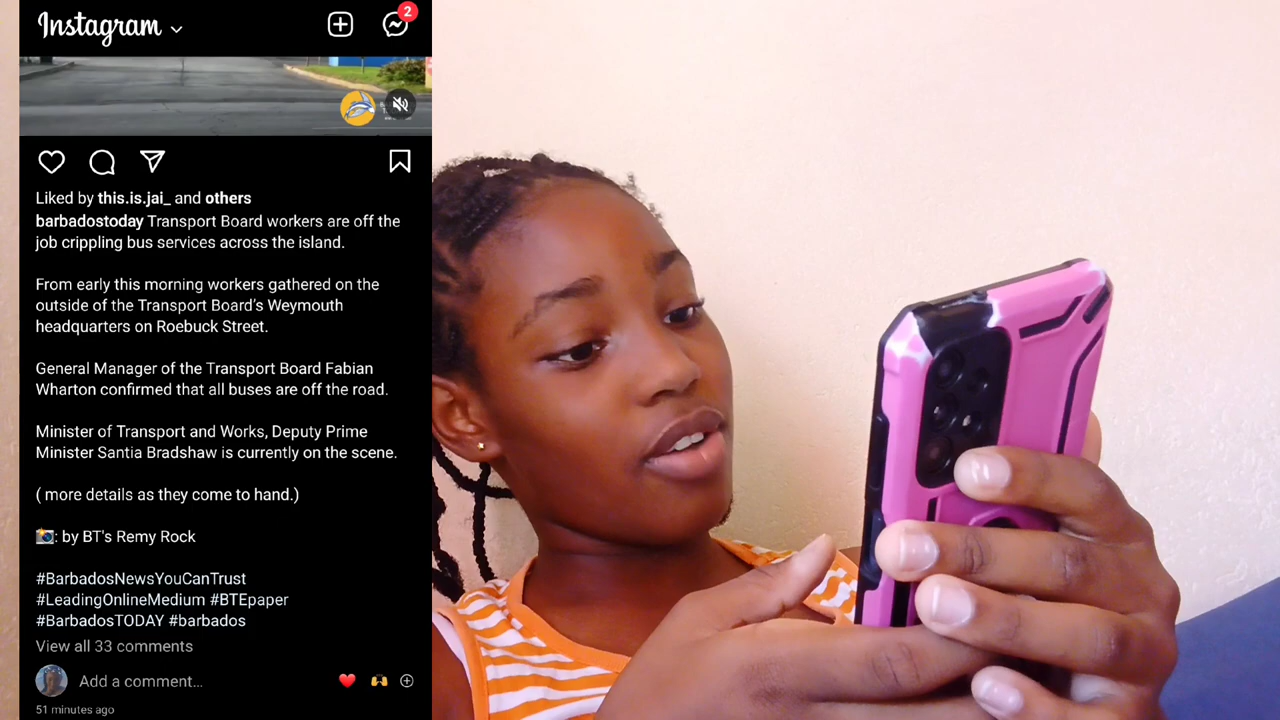 Instagram
2
Liked by this.is.jai_ and others
barbadostoday Transport Board workers are off the
job crippling bus services across the island.
From early this morning workers gathered on the
outside of the Transport Board's Weymouth
headquarters on Roebuck Street.
General Manager of the Transport Board Fabian
Wharton confirmed that all buses are off the road.
Minister of Transport and Works, Deputy Prime
Minister Santia Bradshaw is currently on the scene.
( more details as they come to hand.)
📸: by BT's Remy Rock
#BarbadosNewsYouCanTrust
#LeadingOnlineMedium #BTEpaper
#BarbadosTODAY #barbados
View all 33 comments
Add a comment...
51 minutes ago